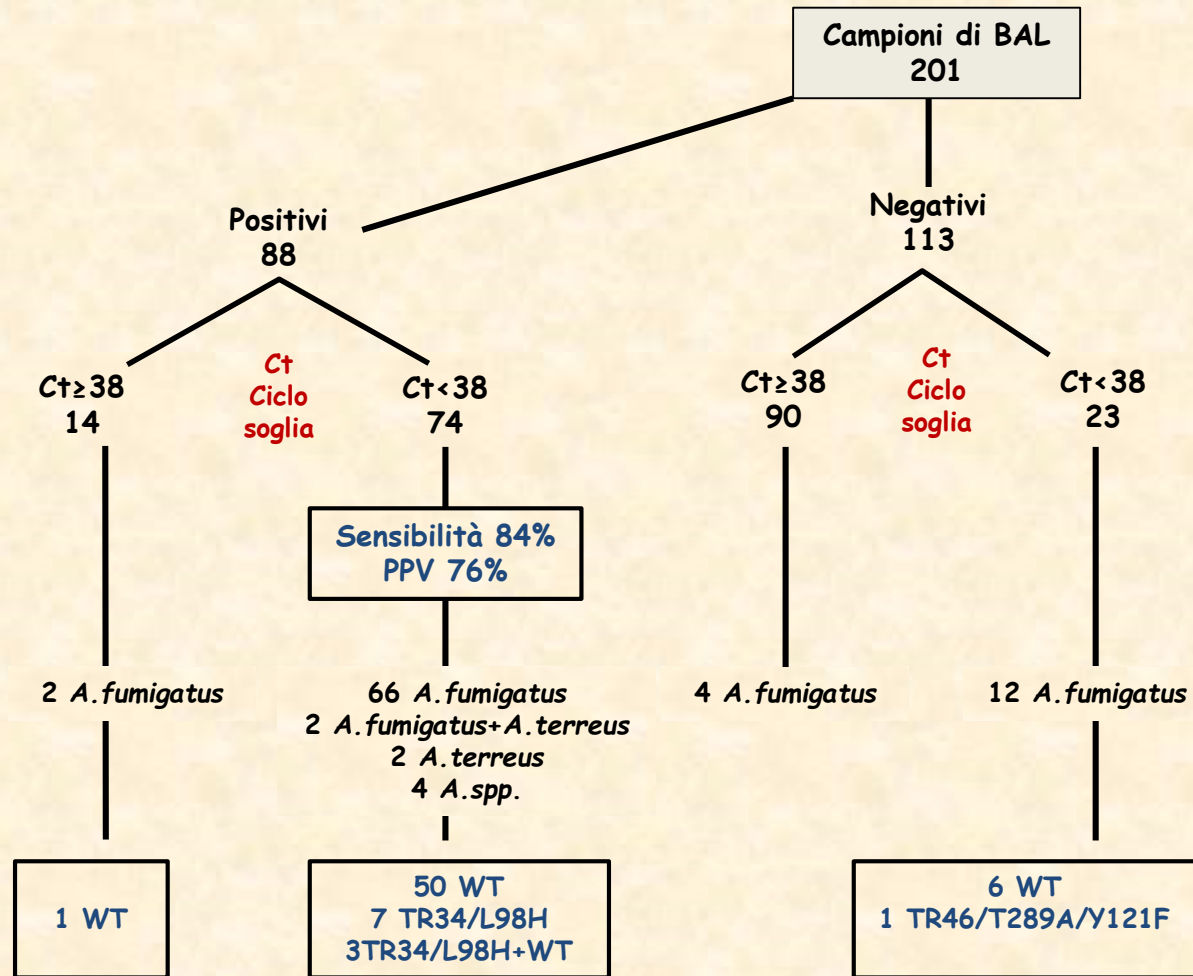 Campioni di BAL
201
Positivi
88
Negativi
113
Ct≥38
14
Ct
Ciclo
soglia
Ct<38
74
Ct≥38
90
Ct
Ciclo
soglia
Ct<38
23
Sensibilità 84%
PPV 76%
2 A.fumigatus
66 A.fumigatus
2 A.fumigatus+A.terreus
2 A.terreus
4 A.spp.
4 A.fumigatus
12 A.fumigatus
1 WT
50 WT
7 TR34/L98H
3TR34/L98H+WT
6 WT
1 TR46/T289A/Y121F